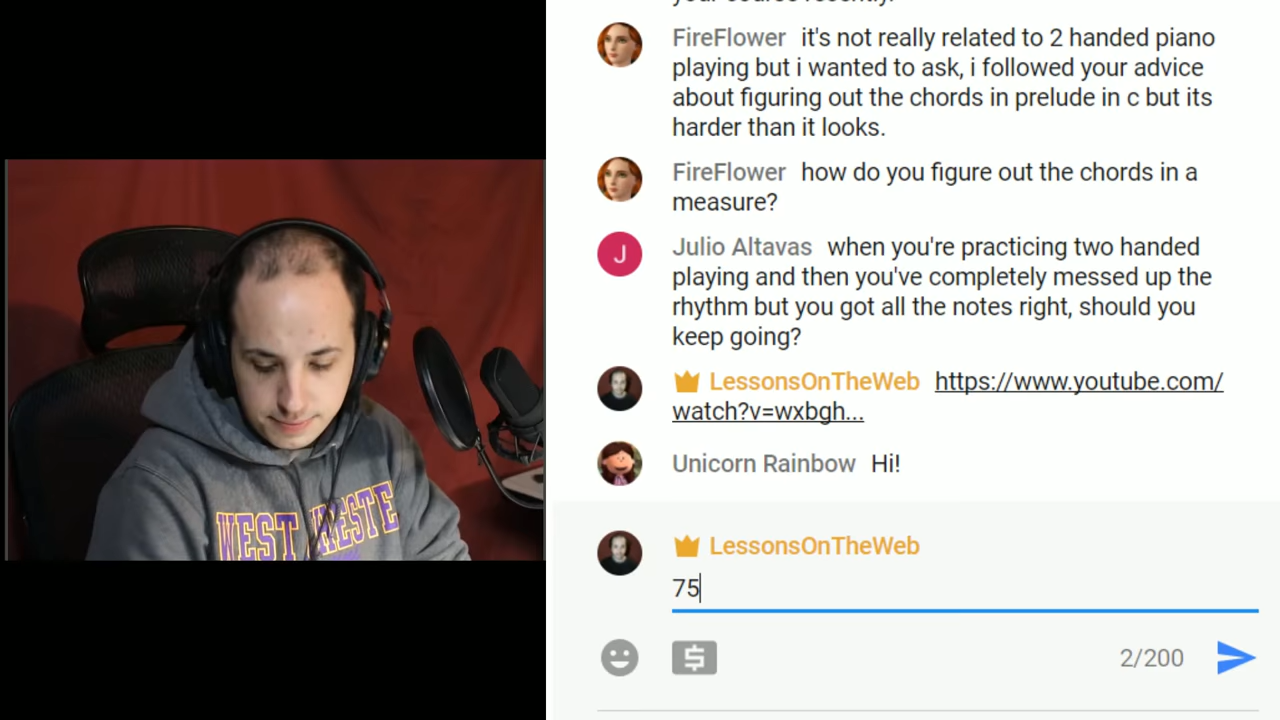 your course recently.
FireFlower it's not really related to 2 handed piano
playing but i wanted to ask, i followed your advice
about figuring out the chords in prelude in c but its
harder than it looks.
FireFlower how do you figure out the chords in a
measure?
J Julio Altavas when you're practicing two handed
playing and then you've completely messed up the
rhythm but you got all the notes right, should you
keep going?
LessonsOnTheWeb https://www.youtube.com/
watch?v=wxbgh...
Unicorn Rainbow Hi!
LessonsOnTheWeb
75
2/200
WEST